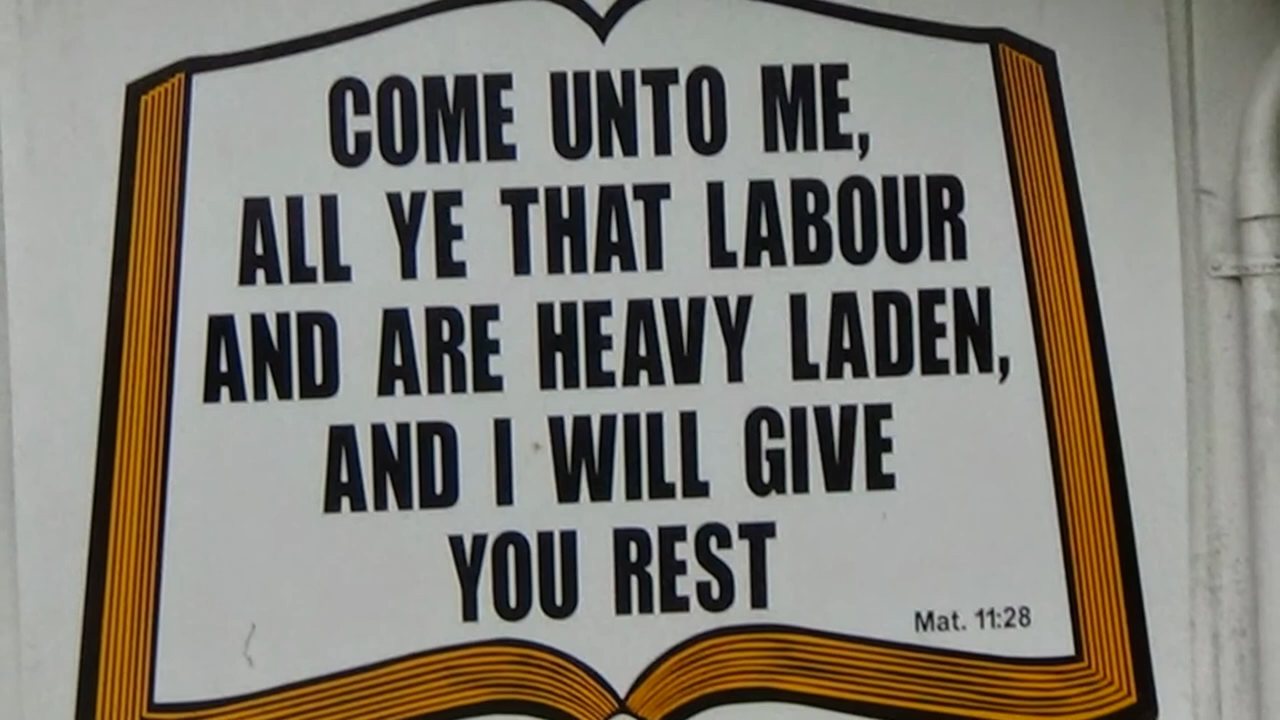 COME UNTO ME,
ALL YE THAT LABOUR
AND ARE HEAVY LADEN,
AND I WILL GIVE
YOU REST
Mat. 11:28